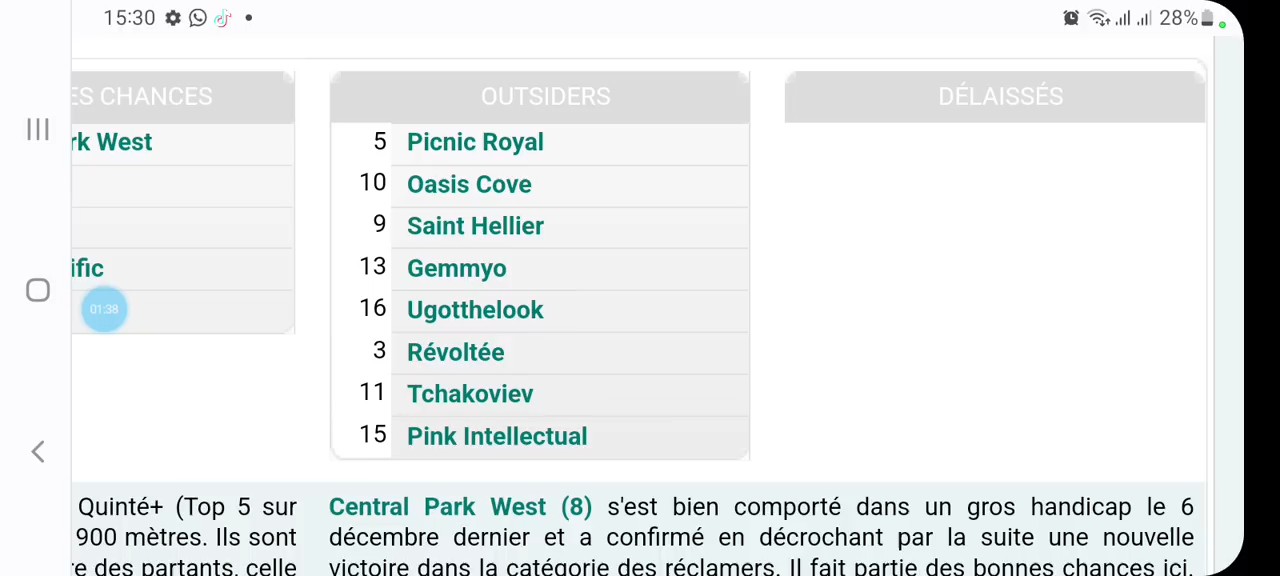 15:30
28%
ES CHANCES
rk West
ific
01:38
OUTSIDERS
5 Picnic Royal
10 Oasis Cove
9 Saint Hellier
13 Gemmyo
16 Ugotthelook
3 Révoltée
11 Tchakoviev
15 Pink Intellectual
DÉLAISSÉS
Quinté+ (Top 5 sur
900 mètres. Ils sont
re des partants, celle
Central Park West (8) s'est bien comporté dans un gros handicap le 6
décembre dernier et a confirmé en décrochant par la suite une nouvelle
victoire dans la catégorie des réclamers. Il fait partie des bonnes chances ici.